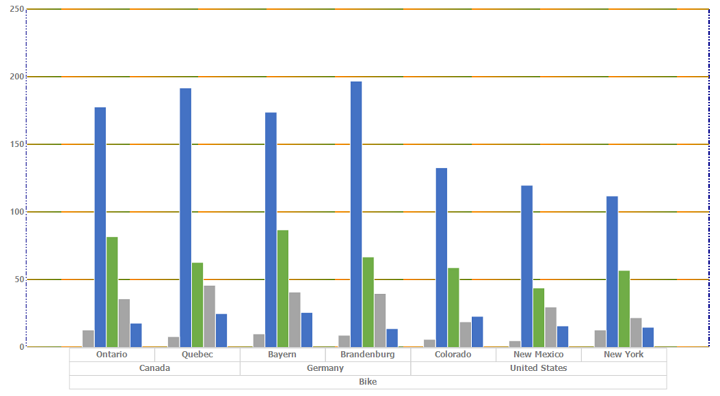 250
200
150
100
50
0
Ontario Quebec Bayern Brandenburg Colorado New Mexico New York
Canada Germany United States
Bike